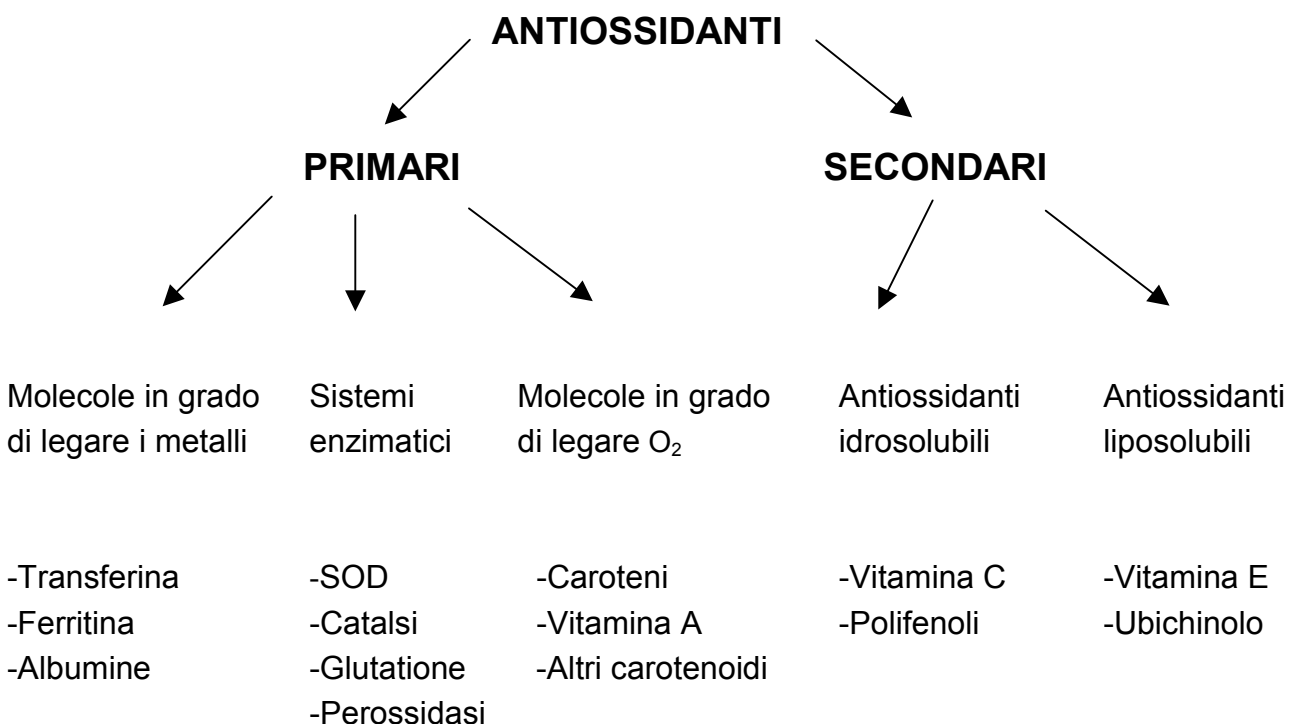 ANTIOSSIDANTI
PRIMARI
SECONDARI
Molecole in grado
di legare i metalli
Sistemi
enzimatici
Molecole in grado
di legare O₂
Antiossidanti
idrosolubili
Antiossidanti
liposolubili
-Transferina
-Ferritina
-Albumine
-SOD
-Catalsi
-Glutatione
-Perossidasi
-Caroteni
-Vitamina A
-Altri carotenoidi
-Vitamina C
-Polifenoli
-Vitamina E
-Ubichinolo